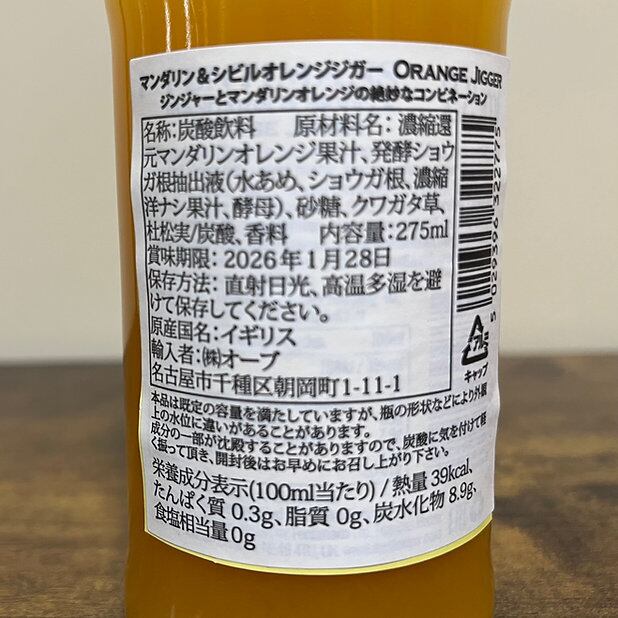 マンダリン&シビルオレンジジガー ORANGE JIGGER
ジンジャーとマンダリンオレンジの絶妙なコンビネーション
名称:炭酸飲料 原材料名:濃縮還
元マンダリンオレンジ果汁、発酵ショウ
ガ根抽出液(水あめ、ショウガ根、濃縮
洋ナシ果汁、酵母)、砂糖、クワガタ草、
杜松実/炭酸、香料 内容量:275ml
賞味期限:2026年1月28日
保存方法:直射日光、高温多湿を避
けて保存してください。
原産国名:イギリス
輸入者:㈱オーブ
名古屋市千種区朝岡町1-11-1
本品は既定の容量を満たしていますが、瓶の形状などにより外観
上の水位に違いがあることがあります。
成分の一部が沈殿することがありますので、炭酸に気を付けて軽
く振って頂き、開封後はお早めにお召し上がり下さい。
栄養成分表示(100ml当たり)/熱量39kcal、
たんぱく質 0.3g、脂質 0g、炭水化物 8.9g、
食塩相当量0g
5 029396 322775
アルミ
キャップ